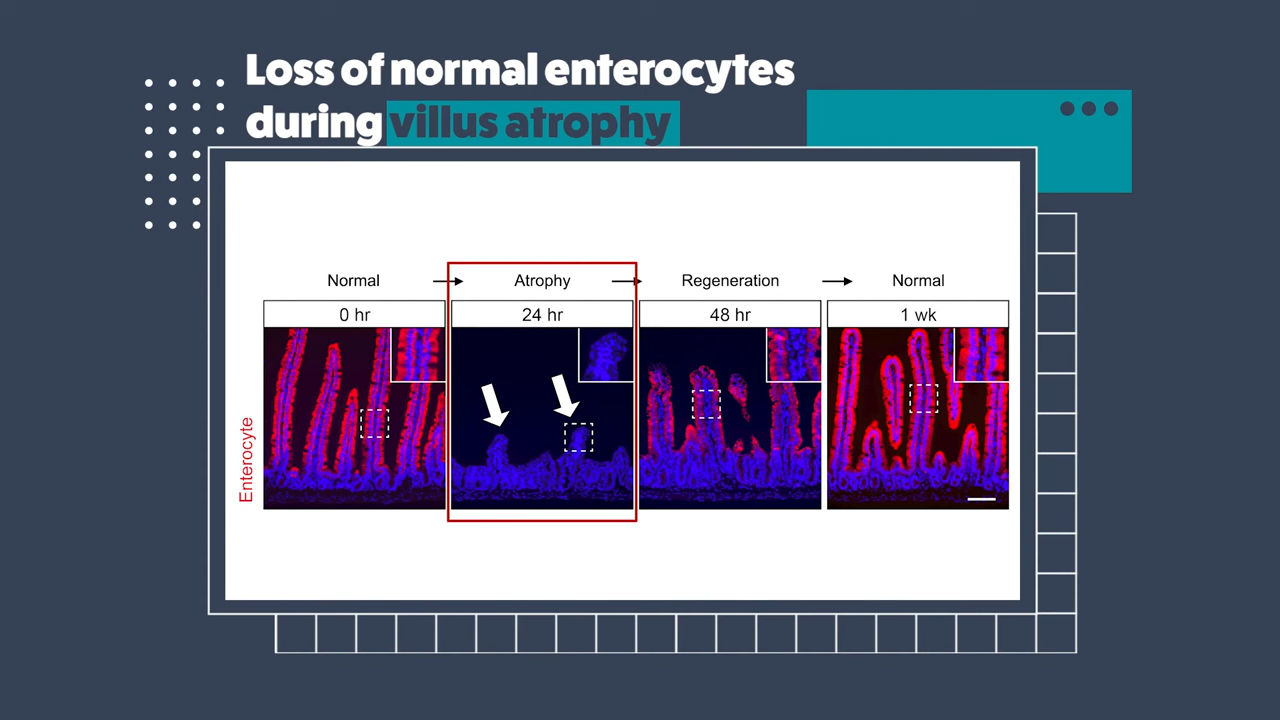 Loss of normal enterocytes
during villus atrophy
Normal → Atrophy → Regeneration → Normal
0 hr 24 hr 48 hr 1 wk
Enterocyte